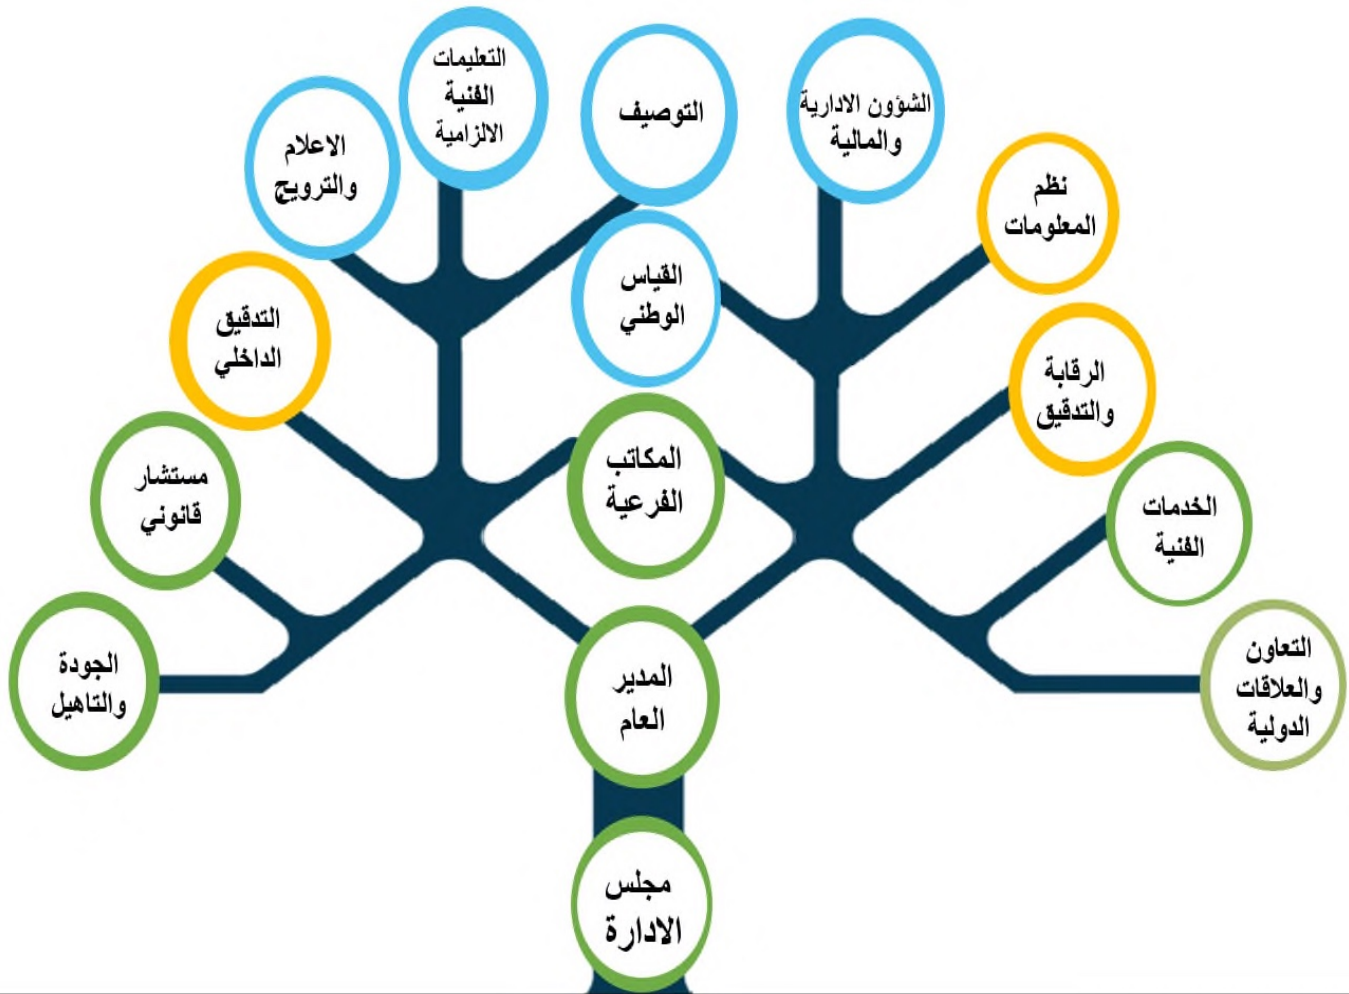 التعليمات
الفنية
الالزامية
التوصيف
الشؤون الادارية
والمالية
الاعلام
والترويج
نظم
المعلومات
القياس
الوطني
التدقيق
الداخلي
الرقابة
والتدقيق
المكاتب
الفرعية
مستشار
قانوني
الخدمات
الفنية
الجودة
والتاهيل
المدير
العام
التعاون
والعلاقات
الدولية
مجلس
الادارة